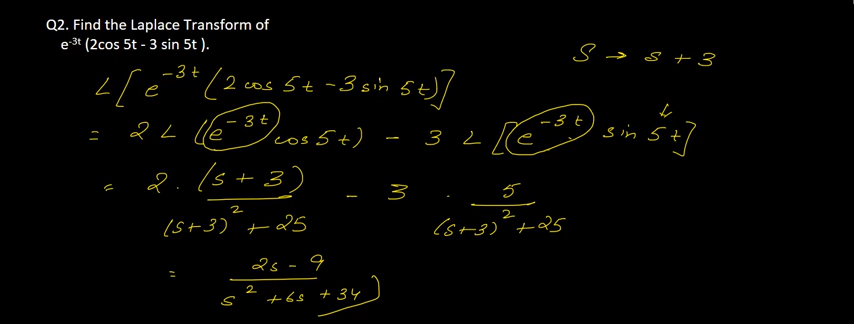 Q2. Find the Laplace Transform of
e⁻³ᵗ (2cos 5t - 3 sin 5t ).
S → s + 3
L[e^{-3t} (2 cos 5t - 3 sin 5t)]
= 2 L (e^{-3t} cos 5t) - 3 L [e^{-3t} sin 5t]
= 2 · (s + 3) / ((s+3)² + 25) - 3 · 5 / ((s+3)² + 25)
= (2s - 9) / (s² + 6s + 34)